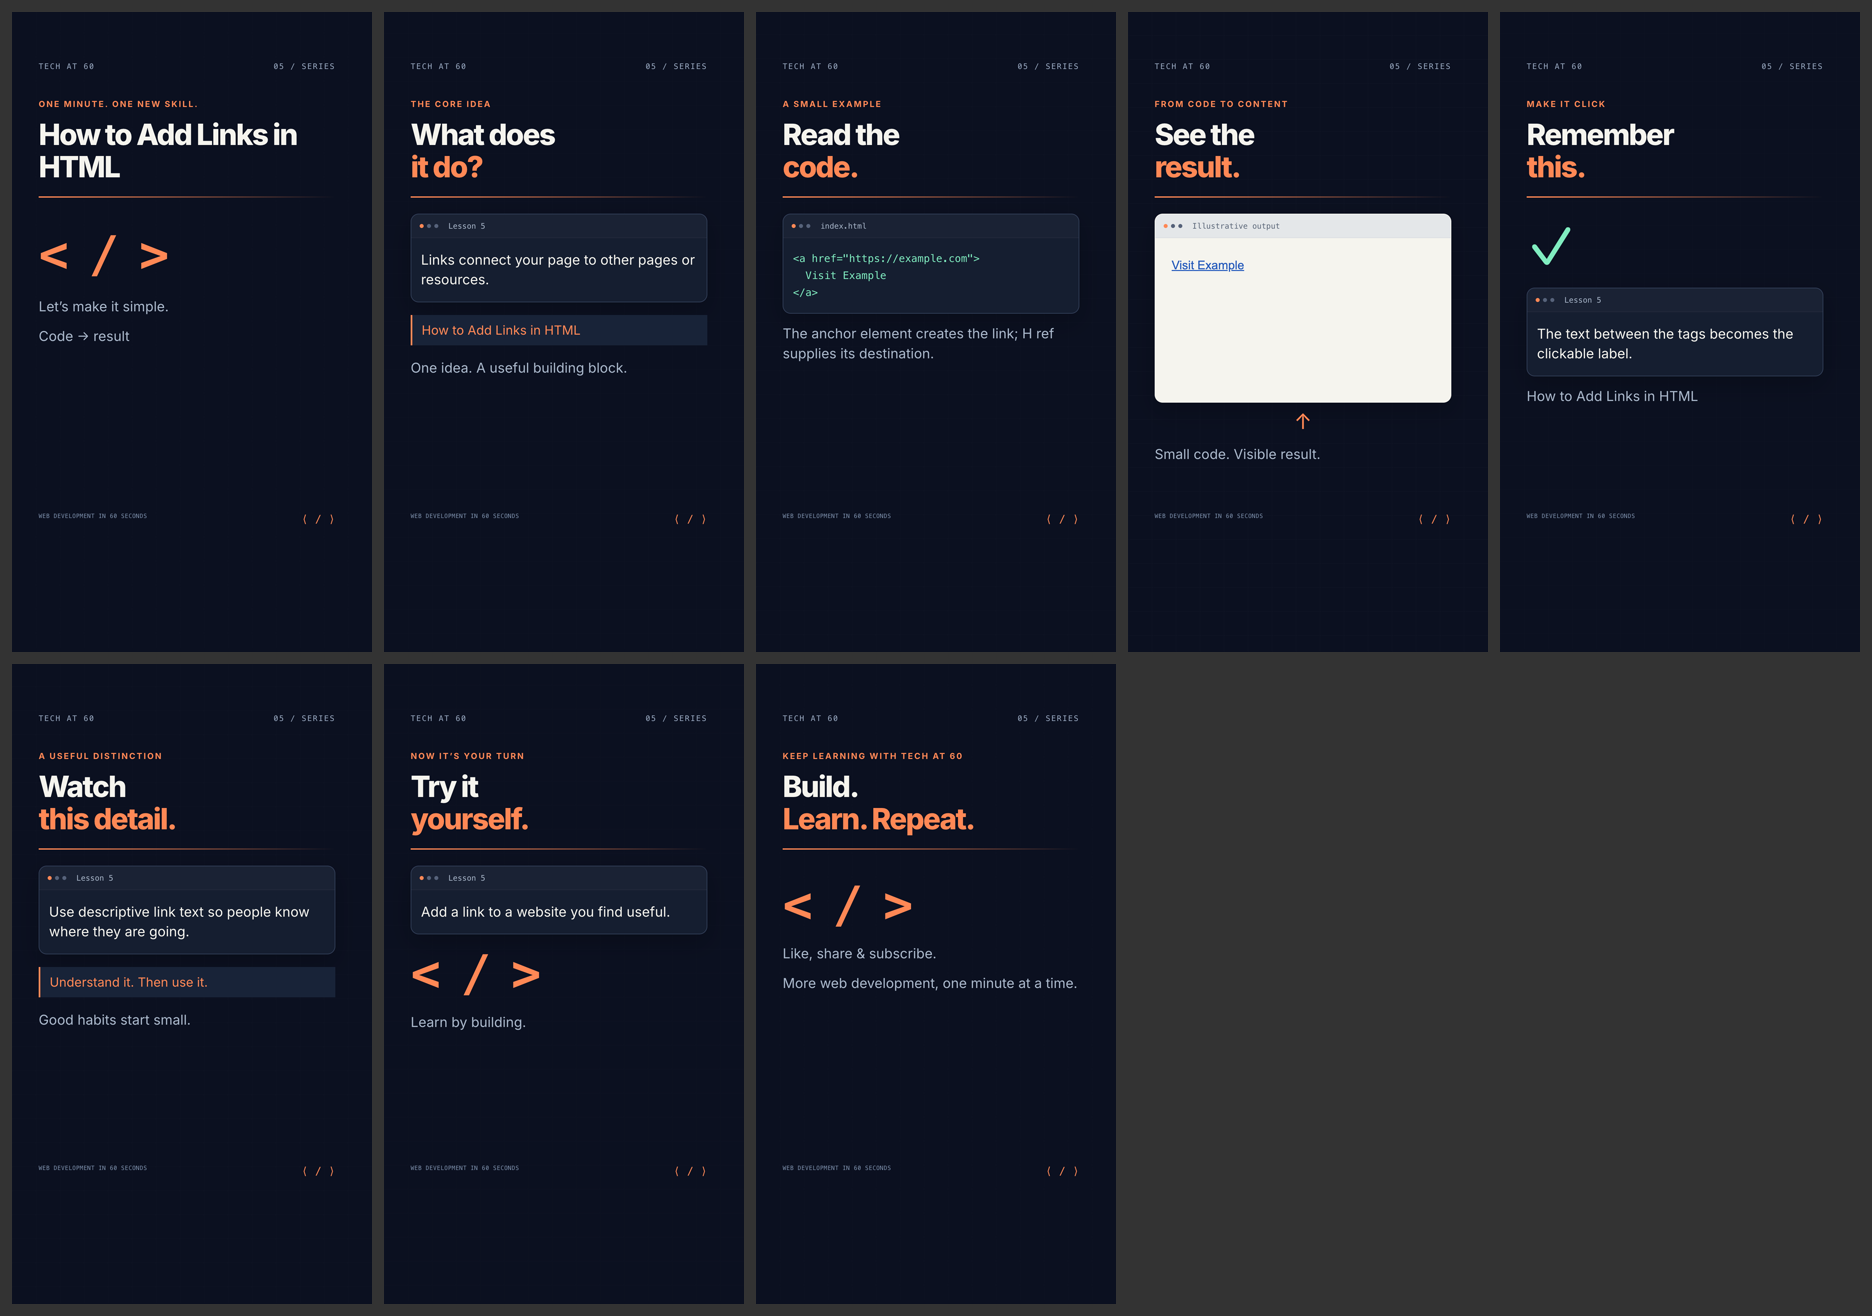 TECH AT 60
05 / SERIES
ONE MINUTE. ONE NEW SKILL.
How to Add Links in
HTML
< / >
Let’s make it simple.
Code → result
WEB DEVELOPMENT IN 60 SECONDS
⟨ / ⟩
TECH AT 60
05 / SERIES
THE CORE IDEA
What does
it do?
Lesson 5
Links connect your page to other pages or
resources.
How to Add Links in HTML
One idea. A useful building block.
WEB DEVELOPMENT IN 60 SECONDS
⟨ / ⟩
TECH AT 60
05 / SERIES
A SMALL EXAMPLE
Read the
code.
index.html
<a href="https://example.com">
Visit Example
</a>
The anchor element creates the link; H ref
supplies its destination.
WEB DEVELOPMENT IN 60 SECONDS
⟨ / ⟩
TECH AT 60
05 / SERIES
FROM CODE TO CONTENT
See the
result.
Illustrative output
Visit Example
↑
Small code. Visible result.
WEB DEVELOPMENT IN 60 SECONDS
⟨ / ⟩
TECH AT 60
05 / SERIES
MAKE IT CLICK
Remember
this.
✓
Lesson 5
The text between the tags becomes the
clickable label.
How to Add Links in HTML
WEB DEVELOPMENT IN 60 SECONDS
⟨ / ⟩
TECH AT 60
05 / SERIES
A USEFUL DISTINCTION
Watch
this detail.
Lesson 5
Use descriptive link text so people know
where they are going.
Understand it. Then use it.
Good habits start small.
WEB DEVELOPMENT IN 60 SECONDS
⟨ / ⟩
TECH AT 60
05 / SERIES
NOW IT’S YOUR TURN
Try it
yourself.
Lesson 5
Add a link to a website you find useful.
< / >
Learn by building.
WEB DEVELOPMENT IN 60 SECONDS
⟨ / ⟩
TECH AT 60
05 / SERIES
KEEP LEARNING WITH TECH AT 60
Build.
Learn. Repeat.
< / >
Like, share & subscribe.
More web development, one minute at a time.
WEB DEVELOPMENT IN 60 SECONDS
⟨ / ⟩